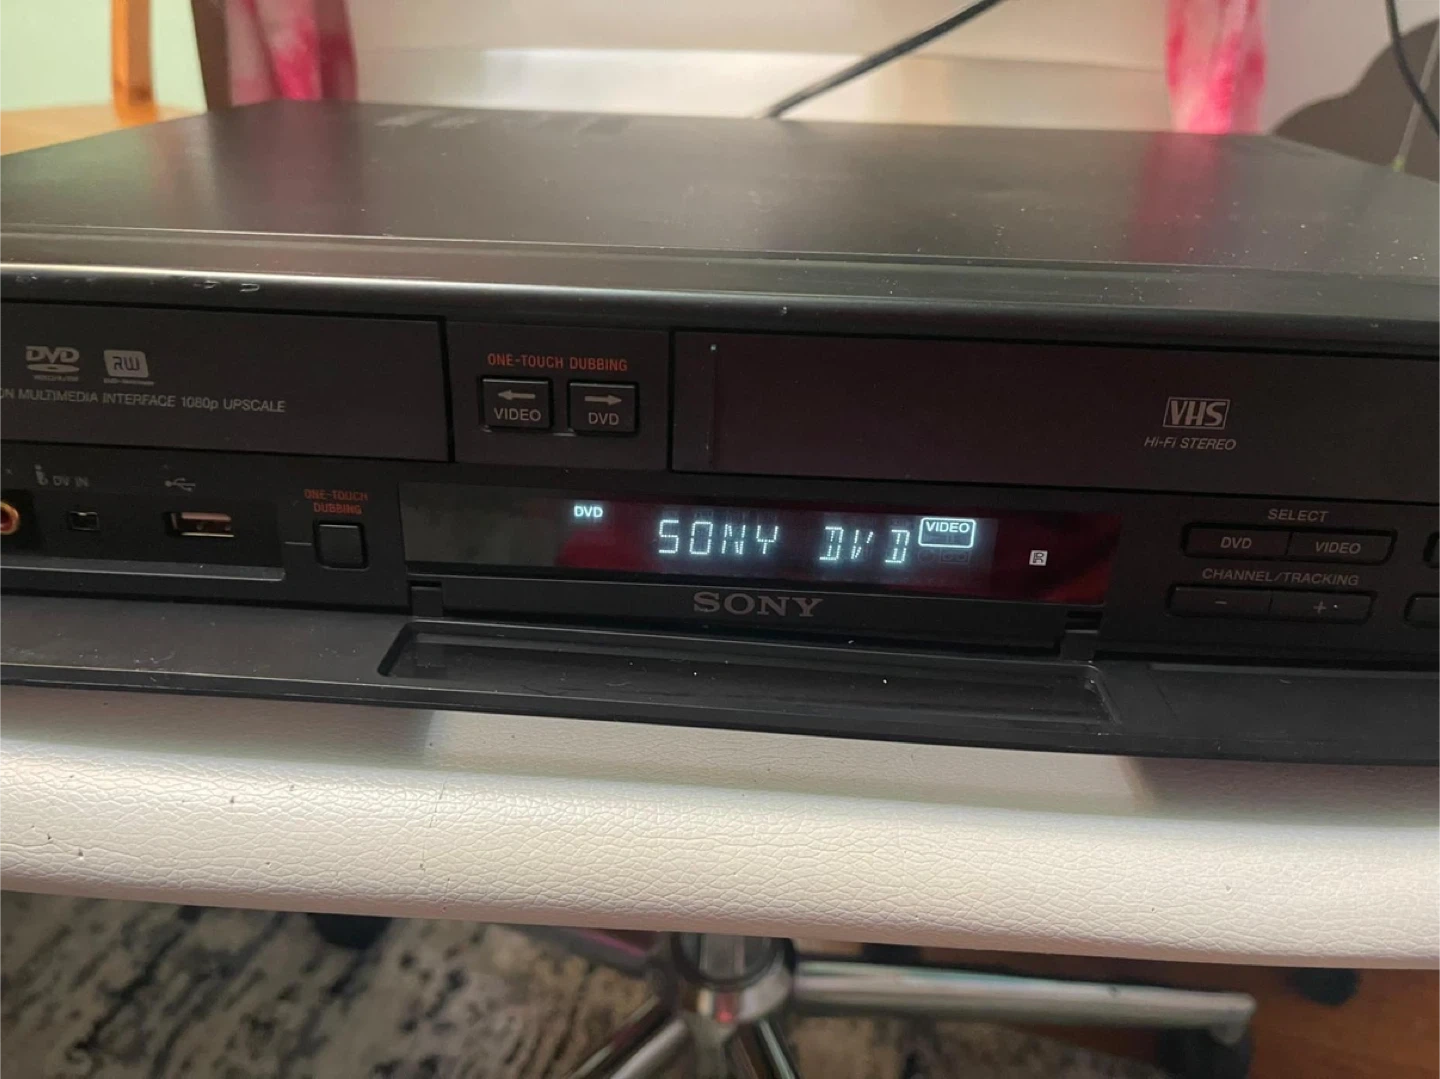 DVD
RW
ON MULTIMEDIA INTERFACE 1080p UPSCALE
ONE-TOUCH DUBBING
VIDEO
DVD
VHS
Hi-Fi STEREO
i DV IN
ONE-TOUCH
DUBBING
DVD
SONY DVD
VIDEO
SONY
SELECT
DVD
VIDEO
CHANNEL/TRACKING
- +